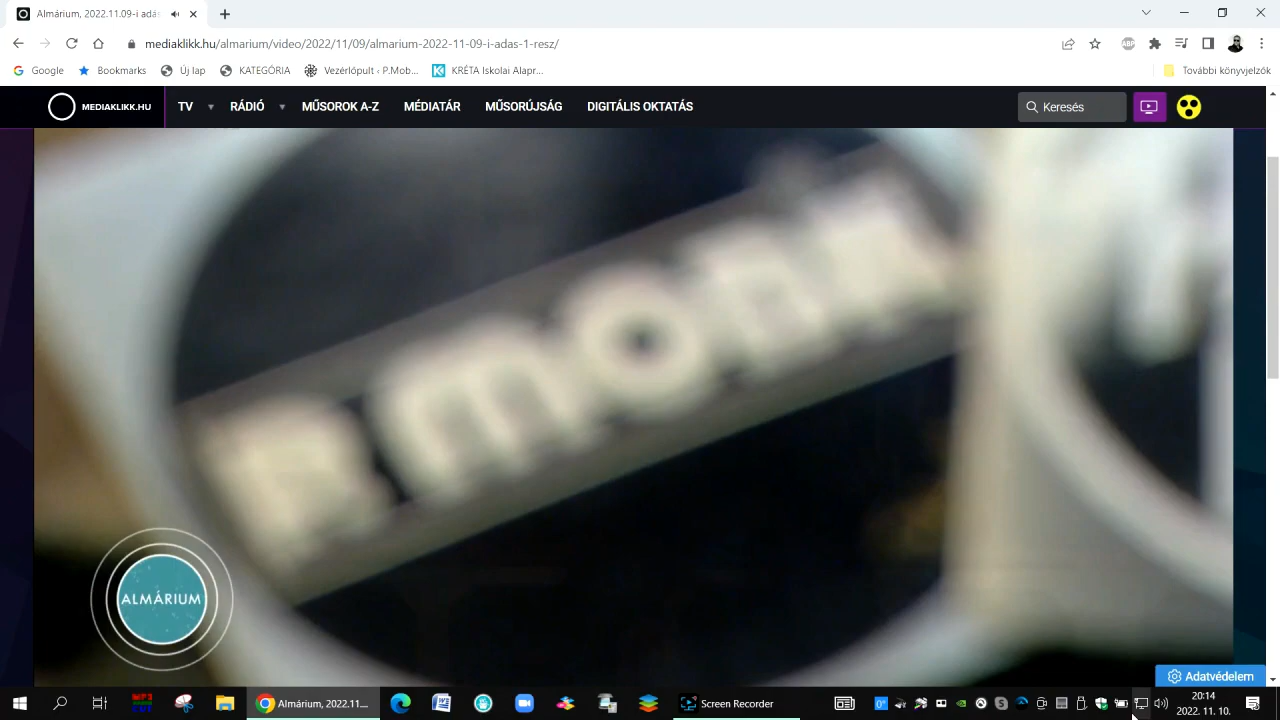 Almárium, 2022.11.09-i adás
mediaklikk.hu/almarium/video/2022/11/09/almarium-2022-11-09-i-adas-1-resz/
Google
Bookmarks
Új lap
KATEGÓRIA
Vezérlőpult ‹ P.Mob...
KRÉTA Iskolai Alapr...
További könyvjelzők
MEDIAKLIKK.HU
TV
RÁDIÓ
MŰSOROK A-Z
MÉDIATÁR
MŰSORÚJSÁG
DIGITÁLIS OKTATÁS
Keresés
ALMÁRIUM
Adatvédelem
Almárium, 2022.11....
Screen Recorder
20:14
2022. 11. 10.